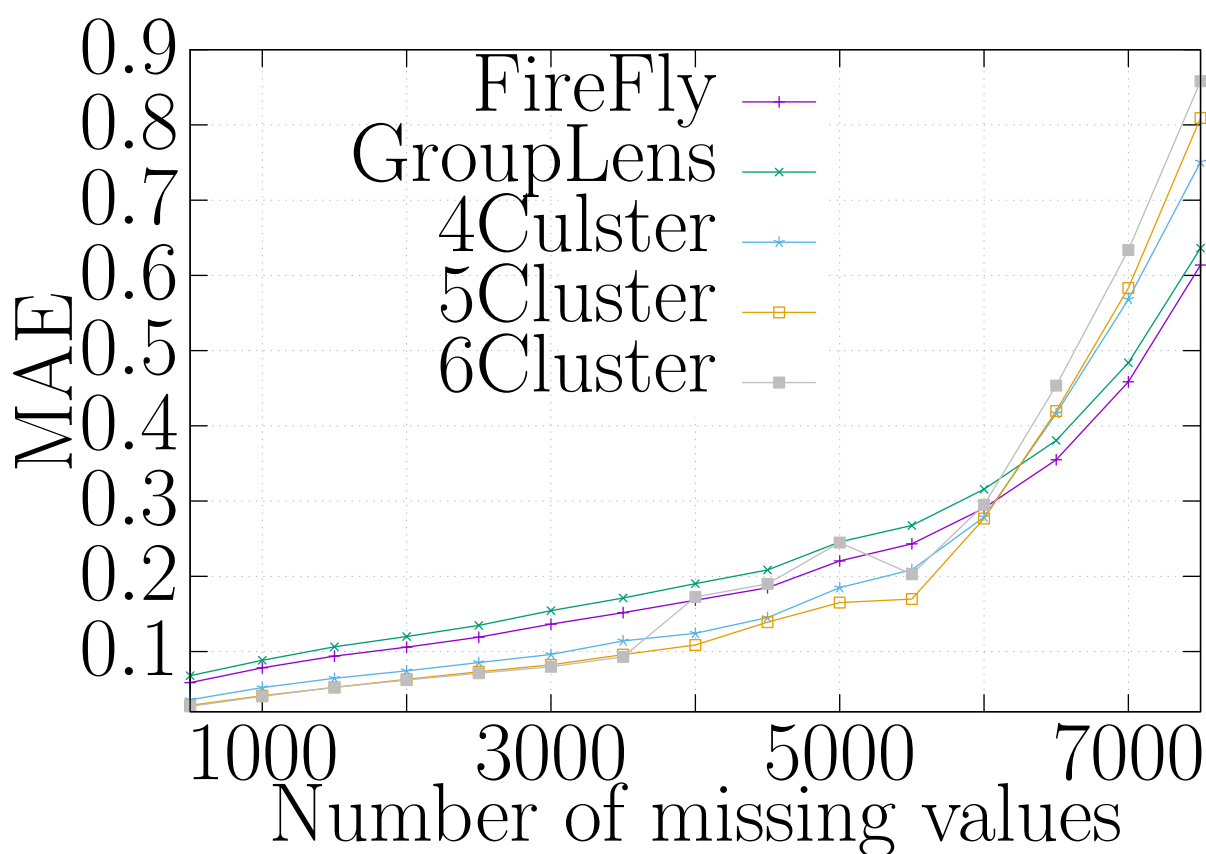 0.9
0.8
0.7
0.6
0.5
0.4
0.3
0.2
0.1
MAE
FireFly
GroupLens
4Culster
5Cluster
6Cluster
1000 3000 5000 7000
Number of missing values